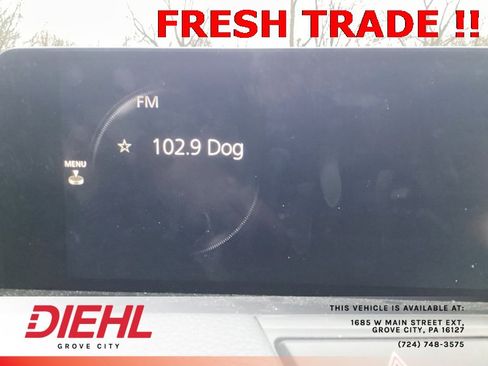 FRESH TRADE !!
FM
☆ 102.9 Dog
MENU
DIEHL
GROVE CITY
THIS VEHICLE IS AVAILABLE AT:
1685 W MAIN STREET EXT,
GROVE CITY, PA 16127
(724) 748-3575